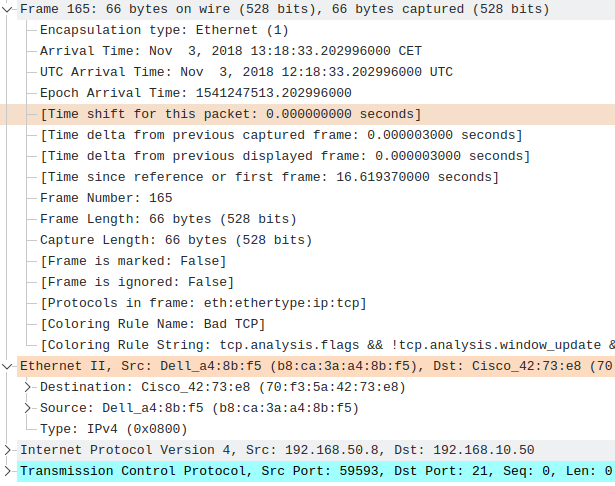 Frame 165: 66 bytes on wire (528 bits), 66 bytes captured (528 bits)
Encapsulation type: Ethernet (1)
Arrival Time: Nov  3, 2018 13:18:33.202996000 CET
UTC Arrival Time: Nov  3, 2018 12:18:33.202996000 UTC
Epoch Arrival Time: 1541247513.202996000
[Time shift for this packet: 0.000000000 seconds]
[Time delta from previous captured frame: 0.000003000 seconds]
[Time delta from previous displayed frame: 0.000003000 seconds]
[Time since reference or first frame: 16.619370000 seconds]
Frame Number: 165
Frame Length: 66 bytes (528 bits)
Capture Length: 66 bytes (528 bits)
[Frame is marked: False]
[Frame is ignored: False]
[Protocols in frame: eth:ethertype:ip:tcp]
[Coloring Rule Name: Bad TCP]
[Coloring Rule String: tcp.analysis.flags && !tcp.analysis.window_update &
Ethernet II, Src: Dell_a4:8b:f5 (b8:ca:3a:a4:8b:f5), Dst: Cisco_42:73:e8 (70
Destination: Cisco_42:73:e8 (70:f3:5a:42:73:e8)
Source: Dell_a4:8b:f5 (b8:ca:3a:a4:8b:f5)
Type: IPv4 (0x0800)
Internet Protocol Version 4, Src: 192.168.50.8, Dst: 192.168.10.50
Transmission Control Protocol, Src Port: 59593, Dst Port: 21, Seq: 0, Len: 0